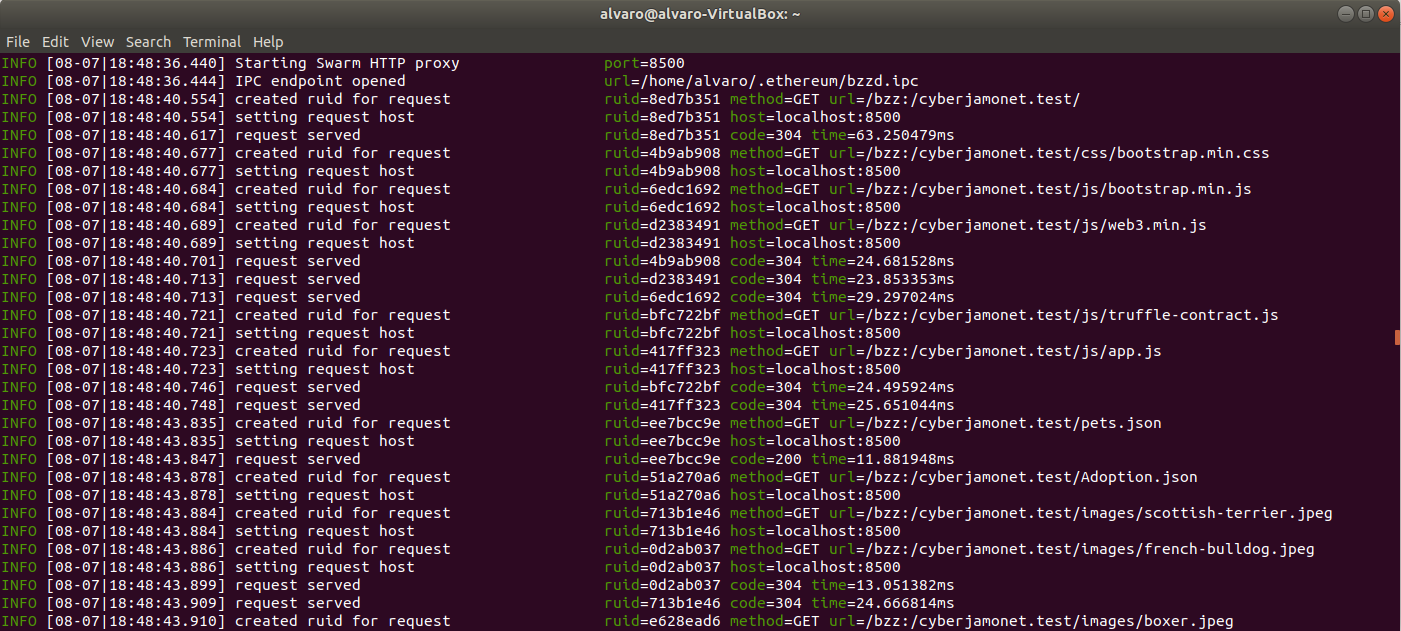 alvaro@alvaro-VirtualBox: ~
File Edit View Search Terminal Help
INFO [08-07|18:48:36.440] Starting Swarm HTTP proxy port=8500
INFO [08-07|18:48:36.444] IPC endpoint opened url=/home/alvaro/.ethereum/bzzd.ipc
INFO [08-07|18:48:40.554] created ruid for request ruid=8ed7b351 method=GET url=/bzz:/cyberjamonet.test/
INFO [08-07|18:48:40.554] setting request host ruid=8ed7b351 host=localhost:8500
INFO [08-07|18:48:40.617] request served ruid=8ed7b351 code=304 time=63.250479ms
INFO [08-07|18:48:40.677] created ruid for request ruid=4b9ab908 method=GET url=/bzz:/cyberjamonet.test/css/bootstrap.min.css
INFO [08-07|18:48:40.677] setting request host ruid=4b9ab908 host=localhost:8500
INFO [08-07|18:48:40.684] created ruid for request ruid=6edc1692 method=GET url=/bzz:/cyberjamonet.test/js/bootstrap.min.js
INFO [08-07|18:48:40.684] setting request host ruid=6edc1692 host=localhost:8500
INFO [08-07|18:48:40.689] created ruid for request ruid=d2383491 method=GET url=/bzz:/cyberjamonet.test/js/web3.min.js
INFO [08-07|18:48:40.689] setting request host ruid=d2383491 host=localhost:8500
INFO [08-07|18:48:40.701] request served ruid=4b9ab908 code=304 time=24.681528ms
INFO [08-07|18:48:40.713] request served ruid=d2383491 code=304 time=23.853353ms
INFO [08-07|18:48:40.713] request served ruid=6edc1692 code=304 time=29.297024ms
INFO [08-07|18:48:40.721] created ruid for request ruid=bfc722bf method=GET url=/bzz:/cyberjamonet.test/js/truffle-contract.js
INFO [08-07|18:48:40.721] setting request host ruid=bfc722bf host=localhost:8500
INFO [08-07|18:48:40.723] created ruid for request ruid=417ff323 method=GET url=/bzz:/cyberjamonet.test/js/app.js
INFO [08-07|18:48:40.723] setting request host ruid=417ff323 host=localhost:8500
INFO [08-07|18:48:40.746] request served ruid=bfc722bf code=304 time=24.495924ms
INFO [08-07|18:48:40.748] request served ruid=417ff323 code=304 time=25.651044ms
INFO [08-07|18:48:43.835] created ruid for request ruid=ee7bcc9e method=GET url=/bzz:/cyberjamonet.test/pets.json
INFO [08-07|18:48:43.835] setting request host ruid=ee7bcc9e host=localhost:8500
INFO [08-07|18:48:43.847] request served ruid=ee7bcc9e code=200 time=11.881948ms
INFO [08-07|18:48:43.878] created ruid for request ruid=51a270a6 method=GET url=/bzz:/cyberjamonet.test/Adoption.json
INFO [08-07|18:48:43.878] setting request host ruid=51a270a6 host=localhost:8500
INFO [08-07|18:48:43.884] created ruid for request ruid=713b1e46 method=GET url=/bzz:/cyberjamonet.test/images/scottish-terrier.jpeg
INFO [08-07|18:48:43.884] setting request host ruid=713b1e46 host=localhost:8500
INFO [08-07|18:48:43.886] created ruid for request ruid=0d2ab037 method=GET url=/bzz:/cyberjamonet.test/images/french-bulldog.jpeg
INFO [08-07|18:48:43.886] setting request host ruid=0d2ab037 host=localhost:8500
INFO [08-07|18:48:43.899] request served ruid=0d2ab037 code=304 time=13.051382ms
INFO [08-07|18:48:43.909] request served ruid=713b1e46 code=304 time=24.666814ms
INFO [08-07|18:48:43.910] created ruid for request ruid=e628ead6 method=GET url=/bzz:/cyberjamonet.test/images/boxer.jpeg